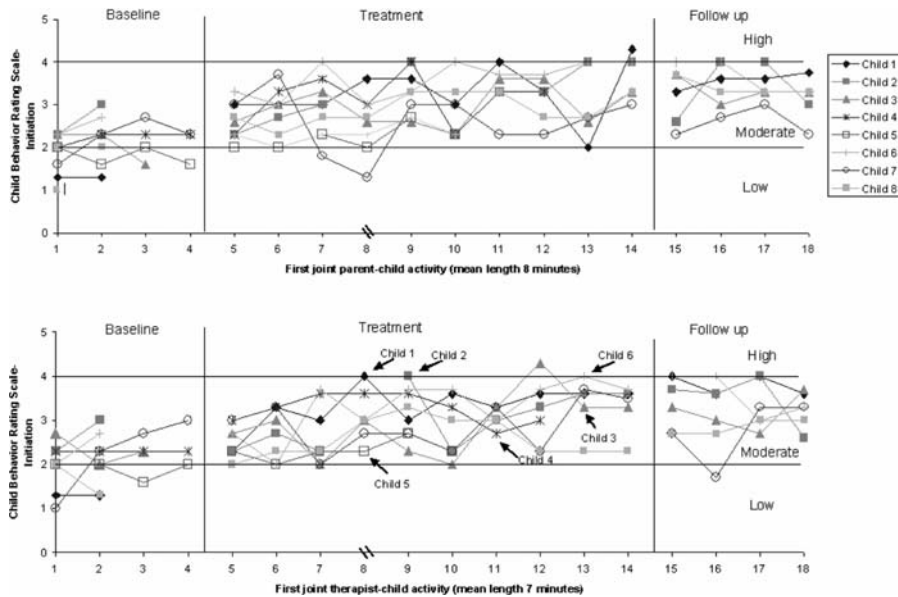 Baseline
Treatment
Follow up
Child Behavior Rating Scale-
Initiation
5
4
3
2
1
0
High
Moderate
Low
Child 1
Child 2
Child 3
Child 4
Child 5
Child 6
Child 7
Child 8
1 2 3 4 5 6 7 8 9 10 11 12 13 14 15 16 17 18
First joint parent-child activity (mean length 8 minutes)
Baseline
Treatment
Follow up
Child Behavior Rating Scale-
Initiation
5
4
3
2
1
0
Child 1
Child 2
Child 6
High
Child 3
Child 4
Child 5
Moderate
Low
1 2 3 4 5 6 7 8 9 10 11 12 13 14 15 16 17 18
First joint therapist-child activity (mean length 7 minutes)